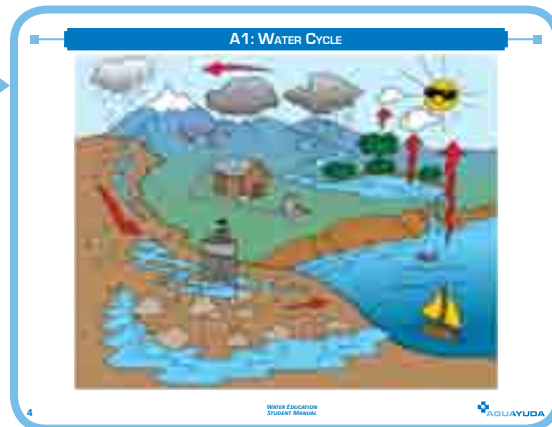 A1: WATER CYCLE
4
WATER EDUCATION
STUDENT MANUAL
AGUAYUDA